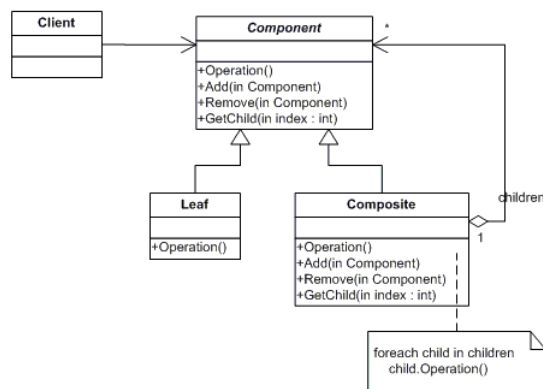 Client
Component
*
+Operation()
+Add(in Component)
+Remove(in Component)
+GetChild(in index : int)
children
Leaf
+Operation()
Composite
1
+Operation()
+Add(in Component)
+Remove(in Component)
+GetChild(in index : int)
foreach child in children
child.Operation()